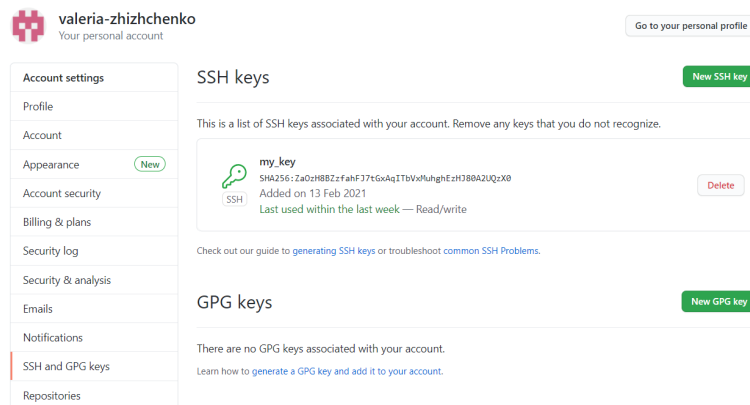 valeria-zhizhchenko
Your personal account
Go to your personal profile
Account settings
Profile
Account
Appearance New
Account security
Billing & plans
Security log
Security & analysis
Emails
Notifications
SSH and GPG keys
Repositories
SSH keys
New SSH key
This is a list of SSH keys associated with your account. Remove any keys that you do not recognize.
my_key
SHA256:ZaOzH8BZzfahFJ7tGxAqITbVxMuhghEzHJ80A2UQzX0
Added on 13 Feb 2021
Last used within the last week — Read/write
SSH
Delete
Check out our guide to generating SSH keys or troubleshoot common SSH Problems.
GPG keys
New GPG key
There are no GPG keys associated with your account.
Learn how to generate a GPG key and add it to your account.